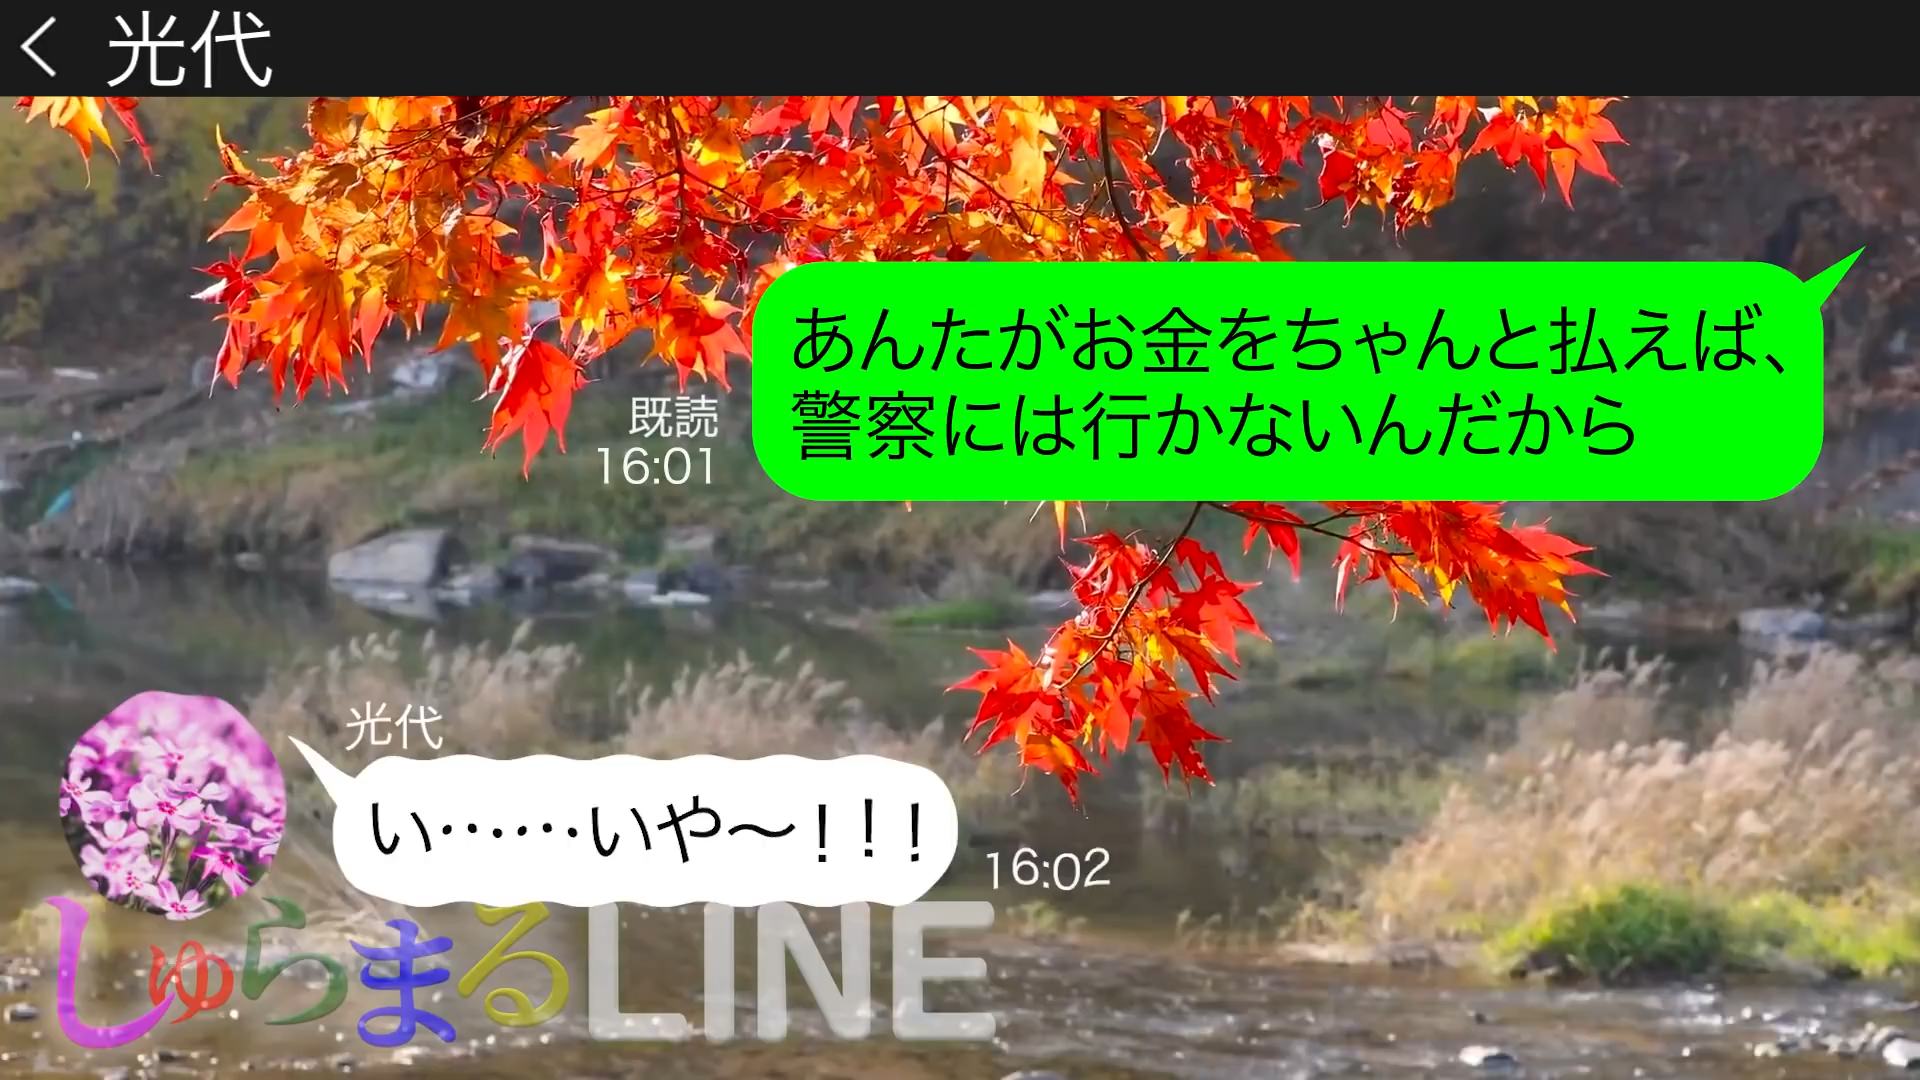 光代
あんたがお金をちゃんと払えば、
警察には行かないんだから
既読
16:01
光代
い……いや～！！！
16:02
しゅらまるLINE